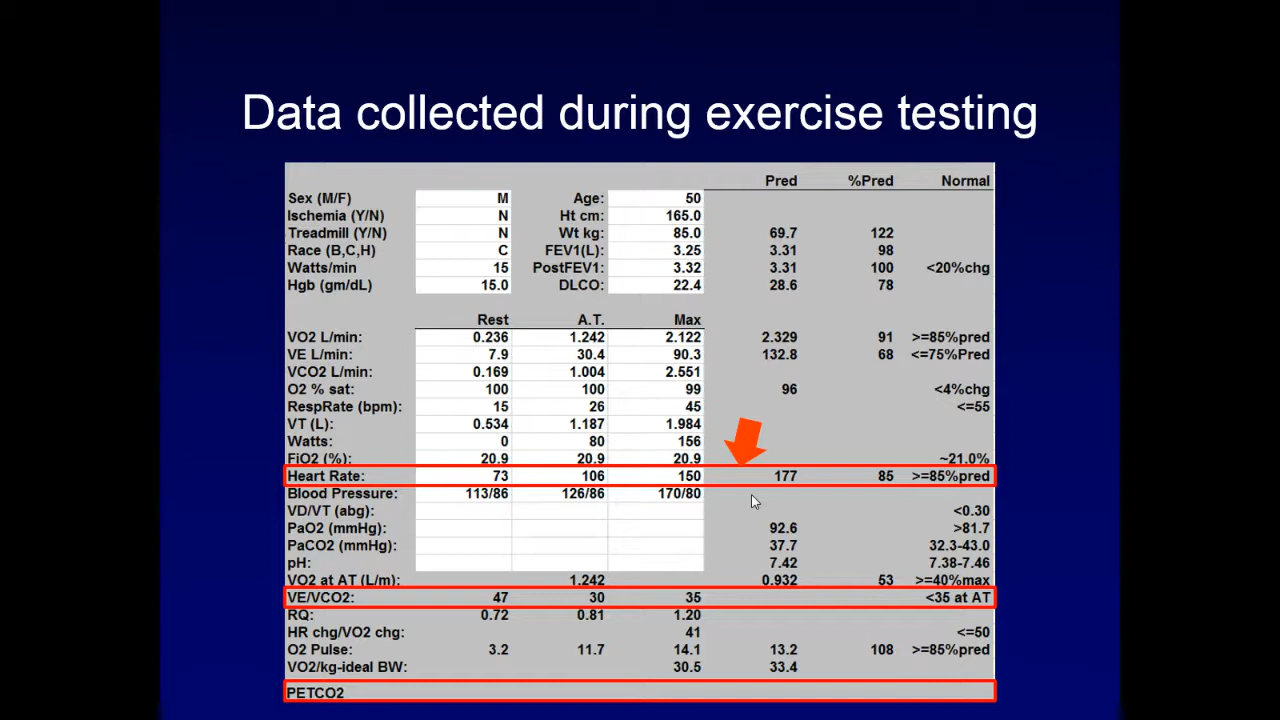 Data collected during exercise testing
Pred %Pred Normal
Sex (M/F) M Age: 50
Ischemia (Y/N) N Ht cm: 165.0
Treadmill (Y/N) N Wt kg: 85.0 69.7 122
Race (B,C,H) C FEV1(L): 3.25 3.31 98
Watts/min 15 PostFEV1: 3.32 3.31 100 <20%chg
Hgb (gm/dL) 15.0 DLCO: 22.4 28.6 78
Rest A.T. Max
VO2 L/min: 0.236 1.242 2.122 2.329 91 >=85%pred
VE L/min: 7.9 30.4 90.3 132.8 68 <=75%Pred
VCO2 L/min: 0.169 1.004 2.551
O2 % sat: 100 100 99 96 <4%chg
RespRate (bpm): 15 26 45 <=55
VT (L): 0.534 1.187 1.984
Watts: 0 80 156
FiO2 (%): 20.9 20.9 20.9 ~21.0%
Heart Rate: 73 106 150 177 85 >=85%pred
Blood Pressure: 113/86 126/86 170/80
VD/VT (abg): <0.30
PaO2 (mmHg): 92.6 >81.7
PaCO2 (mmHg): 37.7 32.3-43.0
pH: 7.42 7.38-7.46
VO2 at AT (L/m): 1.242 0.932 53 >=40%max
VE/VCO2: 47 30 35 <35 at AT
RQ: 0.72 0.81 1.20
HR chg/VO2 chg: 41 <=50
O2 Pulse: 3.2 11.7 14.1 13.2 108 >=85%pred
VO2/kg-ideal BW: 30.5 33.4
PETCO2